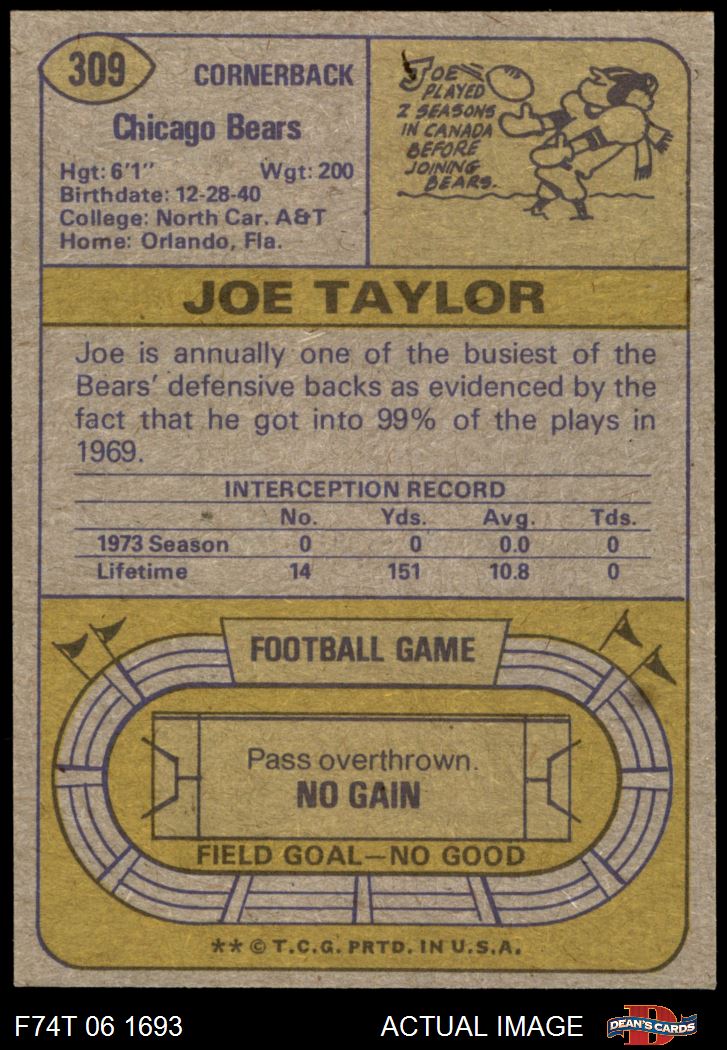 309
CORNERBACK
Chicago Bears
Hgt: 6'1" Wgt: 200
Birthdate: 12-28-40
College: North Car. A&T
Home: Orlando, Fla.
JOE
PLAYED
2 SEASONS
IN CANADA
BEFORE
JOINING
BEARS.
JOE TAYLOR
Joe is annually one of the busiest of the
Bears' defensive backs as evidenced by the
fact that he got into 99% of the plays in
1969.
INTERCEPTION RECORD
No. Yds. Avg. Tds.
1973 Season 0 0 0.0 0
Lifetime 14 151 10.8 0
FOOTBALL GAME
Pass overthrown.
NO GAIN
FIELD GOAL—NO GOOD
** © T.C.G. PRTD. IN U.S.A.
F74T 06 1693 ACTUAL IMAGE
D
DEAN'S CARDS